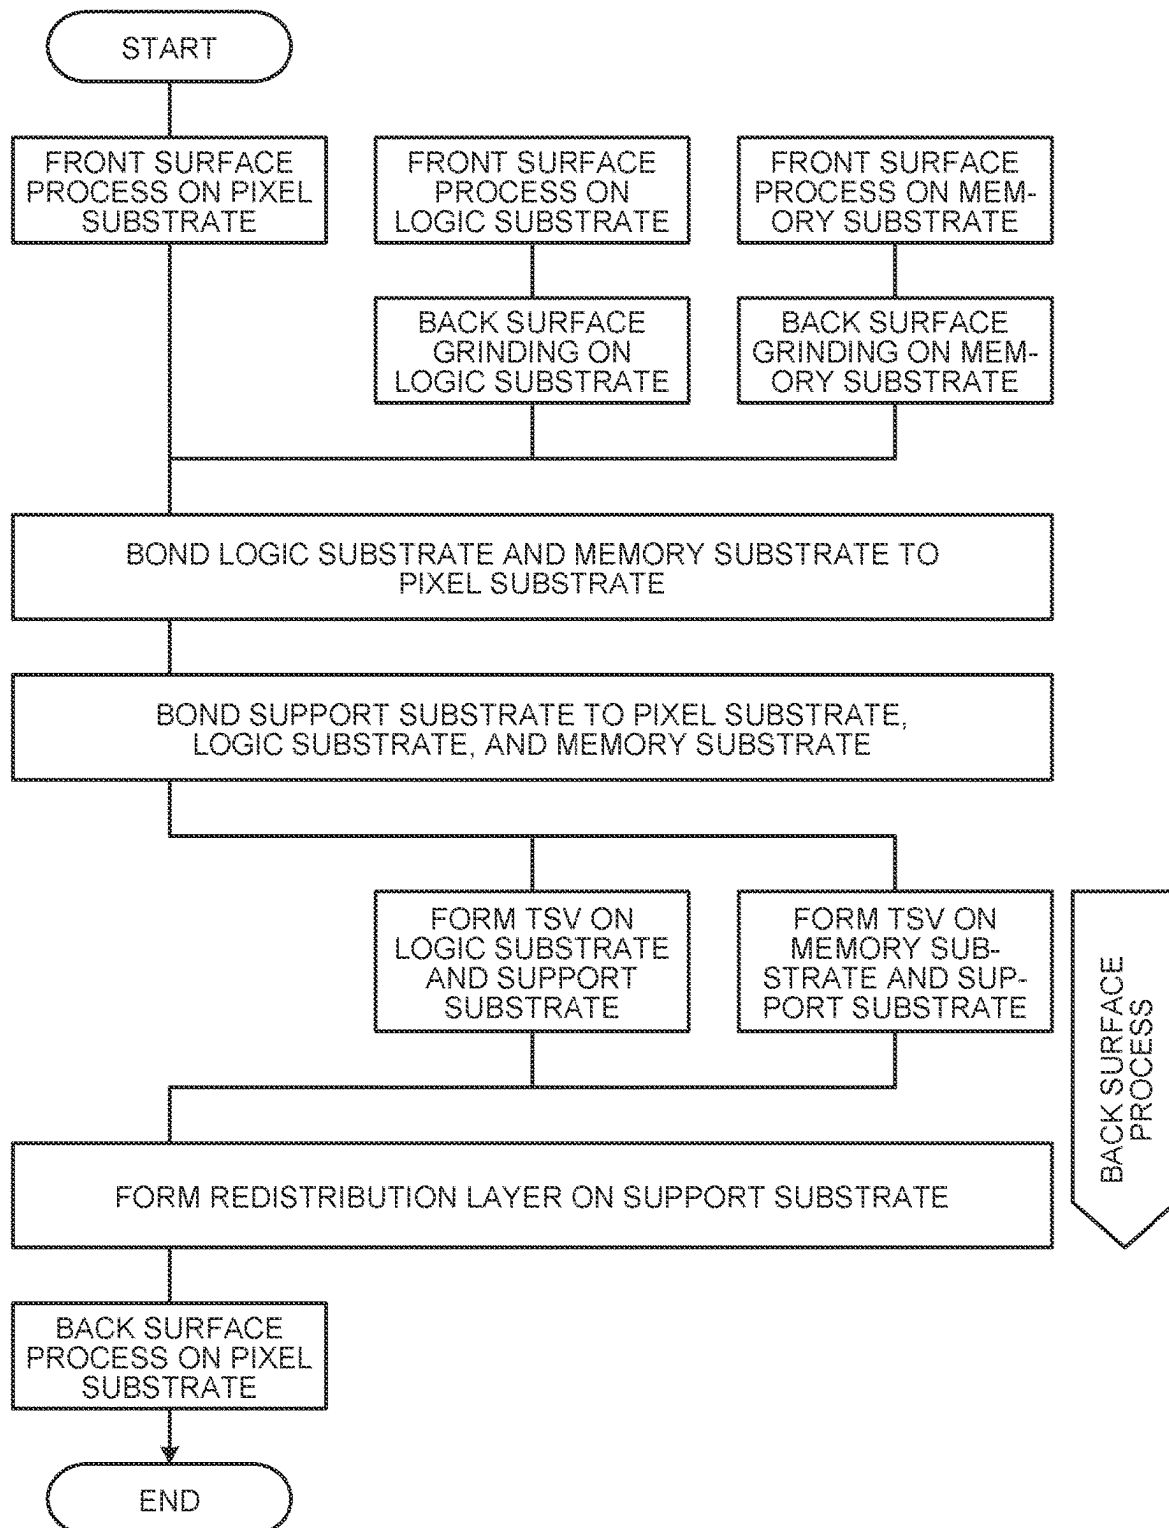 START
FRONT SURFACE
PROCESS ON PIXEL
SUBSTRATE
FRONT SURFACE
PROCESS ON
LOGIC SUBSTRATE
FRONT SURFACE
PROCESS ON MEM-
ORY SUBSTRATE
BACK SURFACE
GRINDING ON
LOGIC SUBSTRATE
BACK SURFACE
GRINDING ON MEM-
ORY SUBSTRATE
BOND LOGIC SUBSTRATE AND MEMORY SUBSTRATE TO
PIXEL SUBSTRATE
BOND SUPPORT SUBSTRATE TO PIXEL SUBSTRATE,
LOGIC SUBSTRATE, AND MEMORY SUBSTRATE
FORM TSV ON
LOGIC SUBSTRATE
AND SUPPORT
SUBSTRATE
FORM TSV ON
MEMORY SUB-
STRATE AND SUP-
PORT SUBSTRATE
BACK SURFACE
PROCESS
FORM REDISTRIBUTION LAYER ON SUPPORT SUBSTRATE
BACK SURFACE
PROCESS ON PIXEL
SUBSTRATE
END